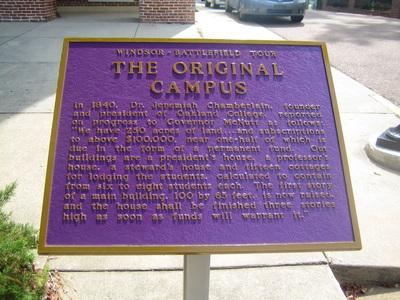 WINDSOR-BATTLEFIELD TOUR
THE ORIGINAL
CAMPUS
In 1840, Dr. Jeremiah Chamberlain, founder
and president of Oakland College, reported
on progress to Governor McNutt as follows:
"We have 250 acres of land...and subscriptions
to above $100,000, near one-half of which is
due in the form of a permanent fund. Our
buildings are a president's house, a professor's
house, a steward's house and fifteen cottages
for lodging the students, calculated to contain
from six to eight students each. The first story
of a main building, 100 by 65 feet, is now raised,
and the house shall be finished three stories
high as soon as funds will warrant it."